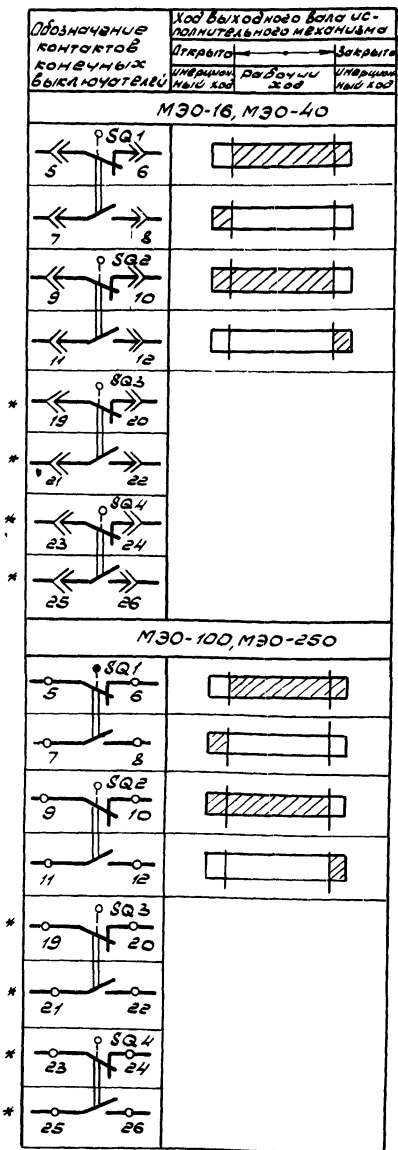 Обозначение
контактов
конечных
выключателей
Ход выходного вала ис-
полнительного механизма
Открыто Закрыто
инерцион-
ный ход
рабочий
ход
инерцион-
ный ход
МЭО-16, МЭО-40
SQ1
5 6
7 8
SQ2
9 10
11 12
SQ3
* 19 20
* 21 22
SQ4
* 23 24
* 25 26
МЭО-100, МЭО-250
SQ1
5 6
7 8
SQ2
9 10
11 12
SQ3
* 19 20
* 21 22
SQ4
* 23 24
* 25 26